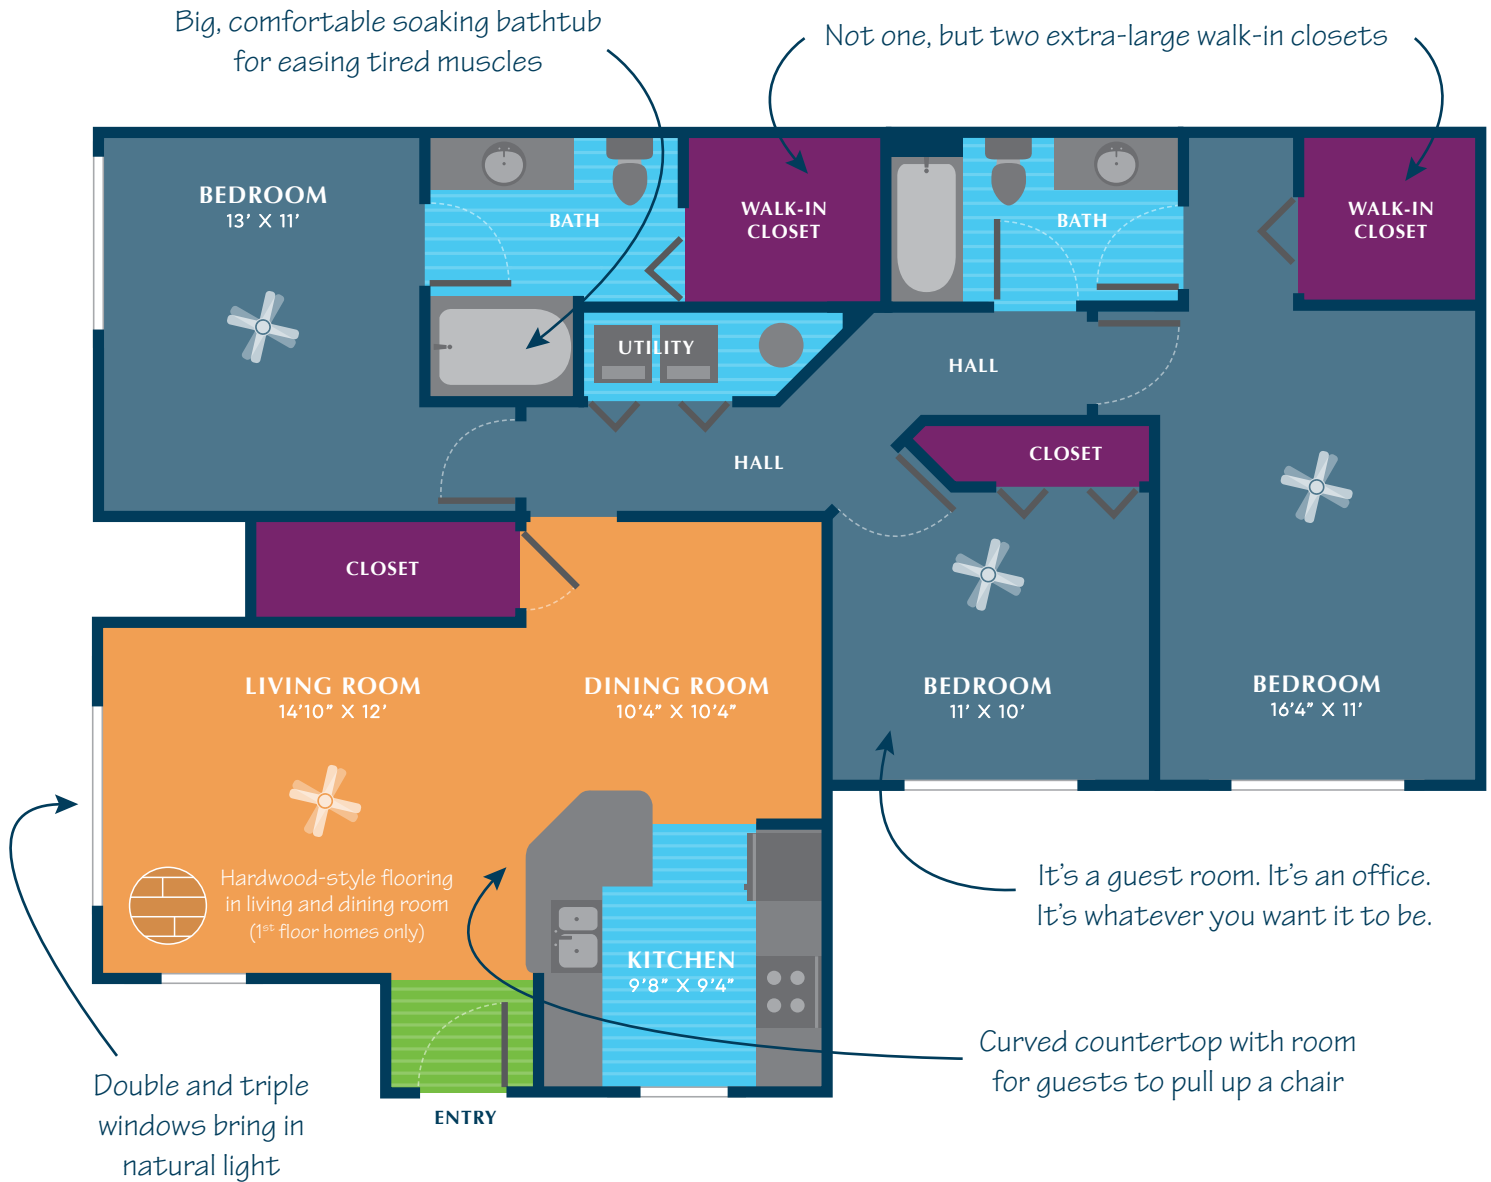 Big, comfortable soaking bathtub
for easing tired muscles
Not one, but two extra-large walk-in closets
BEDROOM
13’ X 11’
BATH
WALK-IN
CLOSET
BATH
WALK-IN
CLOSET
UTILITY
HALL
HALL
CLOSET
CLOSET
LIVING ROOM
14’10” X 12’
DINING ROOM
10’4” X 10’4”
BEDROOM
11’ X 10’
BEDROOM
16’4” X 11’
Hardwood-style flooring
in living and dining room
(1st floor homes only)
KITCHEN
9’8” X 9’4”
It’s a guest room. It’s an office.
It’s whatever you want it to be.
Curved countertop with room
for guests to pull up a chair
Double and triple
windows bring in
natural light
ENTRY